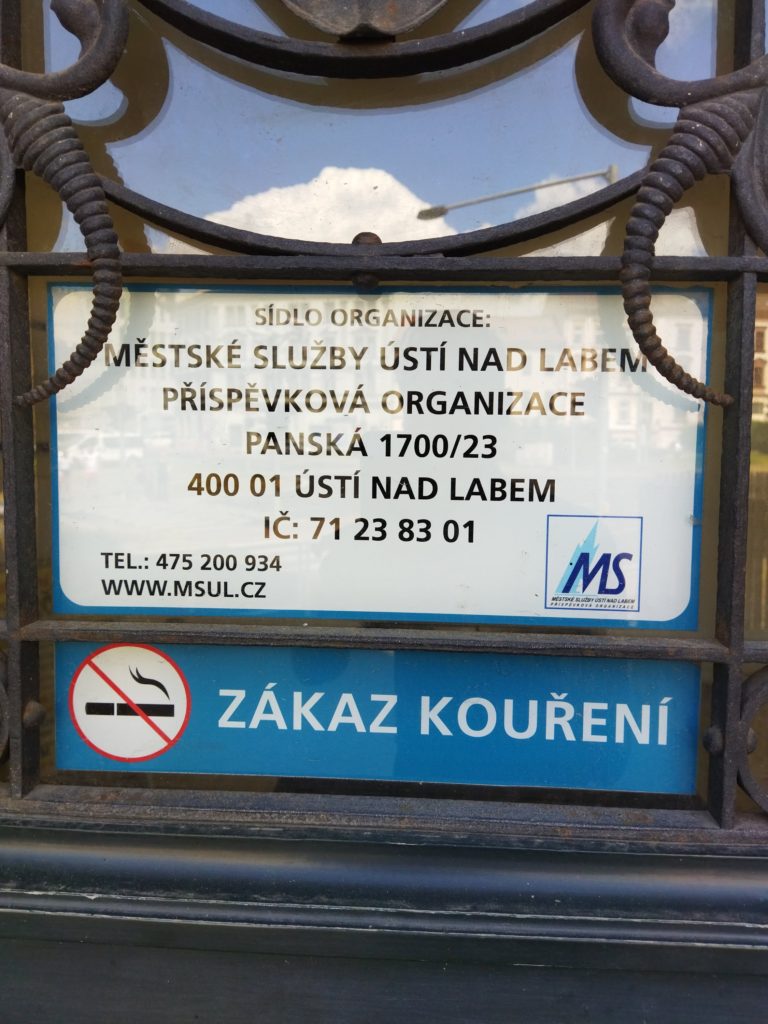 SÍDLO ORGANIZACE:
MĚSTSKÉ SLUŽBY ÚSTÍ NAD LABEM
PŘÍSPĚVKOVÁ ORGANIZACE
PANSKÁ 1700/23
400 01 ÚSTÍ NAD LABEM
IČ: 71 23 83 01
TEL.: 475 200 934
WWW.MSUL.CZ
MS
MĚSTSKÉ SLUŽBY ÚSTÍ NAD LABEM
PŘÍSPĚVKOVÁ ORGANIZACE
ZÁKAZ KOUŘENÍ